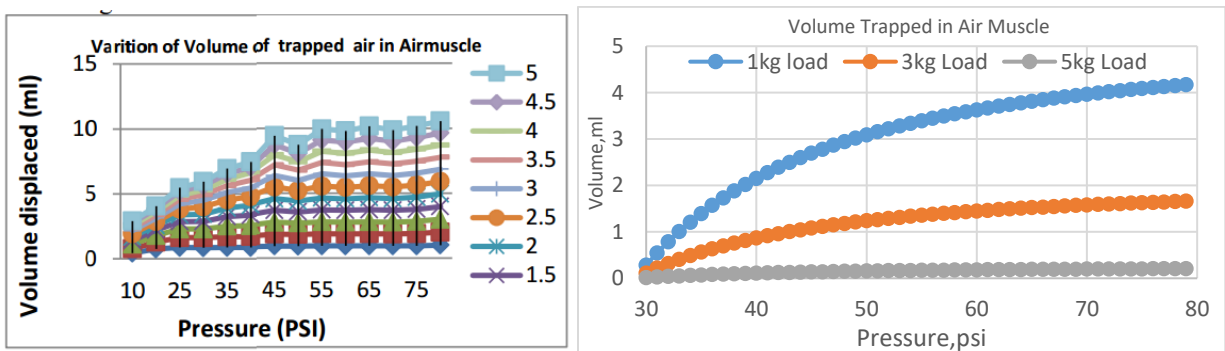 Varition of Volume of trapped air in Airmuscle
Volume displaced (ml)
15
10
5
0
10 25 35 45 55 65 75
Pressure (PSI)
5
4.5
4
3.5
3
2.5
2
1.5
Volume Trapped in Air Muscle
1kg load 3kg Load 5kg Load
Volume,ml
5
4
3
2
1
0
30 40 50 60 70 80
Pressure,psi